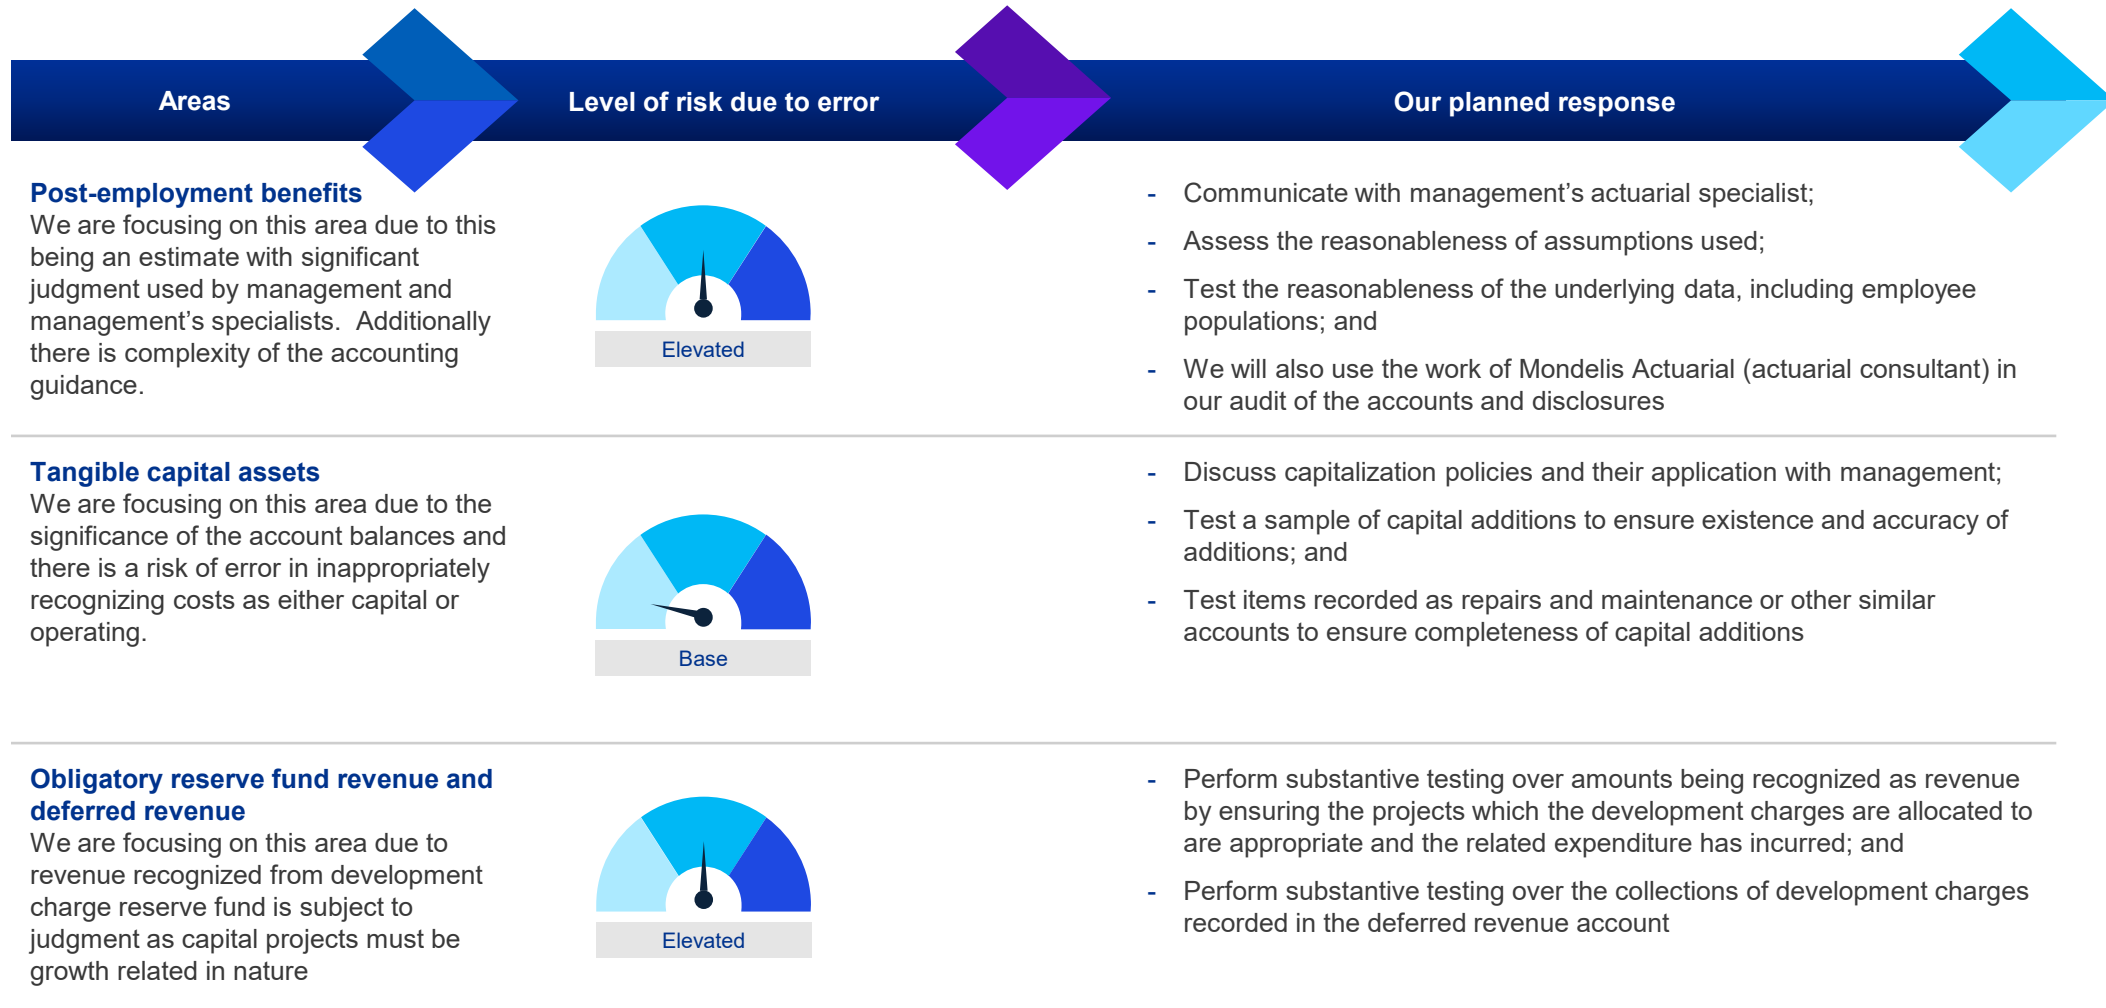 Areas
Level of risk due to error
Our planned response
Post-employment benefits
We are focusing on this area due to this
being an estimate with significant
judgment used by management and
management’s specialists.  Additionally
there is complexity of the accounting
guidance.
Elevated
- Communicate with management’s actuarial specialist;
- Assess the reasonableness of assumptions used;
- Test the reasonableness of the underlying data, including employee
populations; and
- We will also use the work of Mondelis Actuarial (actuarial consultant) in
our audit of the accounts and disclosures
Tangible capital assets
We are focusing on this area due to the
significance of the account balances and
there is a risk of error in inappropriately
recognizing costs as either capital or
operating.
Base
- Discuss capitalization policies and their application with management;
- Test a sample of capital additions to ensure existence and accuracy of
additions; and
- Test items recorded as repairs and maintenance or other similar
accounts to ensure completeness of capital additions
Obligatory reserve fund revenue and
deferred revenue
We are focusing on this area due to
revenue recognized from development
charge reserve fund is subject to
judgment as capital projects must be
growth related in nature
Elevated
- Perform substantive testing over amounts being recognized as revenue
by ensuring the projects which the development charges are allocated to
are appropriate and the related expenditure has incurred; and
- Perform substantive testing over the collections of development charges
recorded in the deferred revenue account